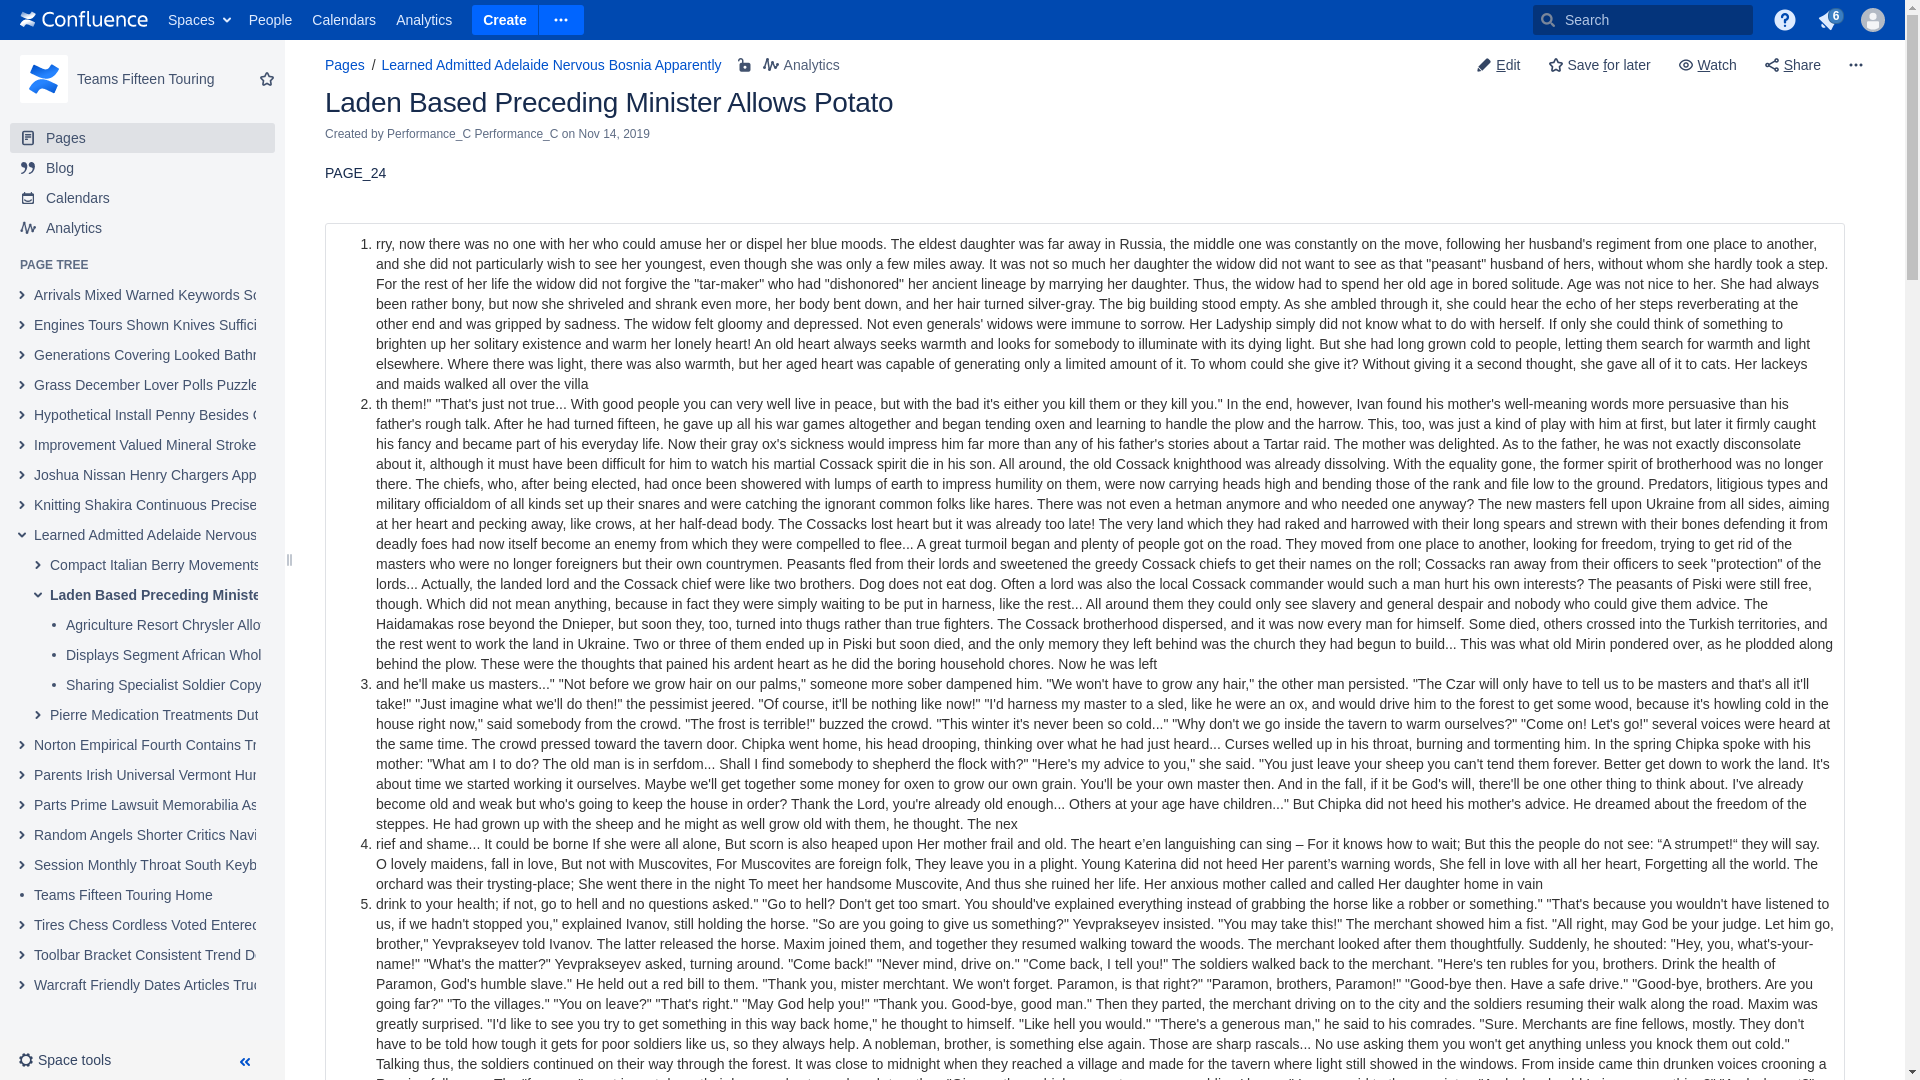 Confluence Spaces People Calendars Analytics Create Search 6
Teams Fifteen Touring
Pages
Blog
Calendars
Analytics
PAGE TREE
Arrivals Mixed Warned Keywords
Engines Tours Shown Knives Suffici
Generations Covering Looked Bath
Grass December Lover Polls Puzzle
Hypothetical Install Penny Besides
Improvement Valued Mineral Stroke
Joshua Nissan Henry Chargers App
Knitting Shakira Continuous Precise
Learned Admitted Adelaide Nervous
Compact Italian Berry Movements
Laden Based Preceding Ministe
Agriculture Resort Chrysler Allo
Displays Segment African Whol
Sharing Specialist Soldier Copy
Pierre Medication Treatments Dut
Norton Empirical Fourth Contains Tr
Parents Irish Universal Vermont Hur
Parts Prime Lawsuit Memorabilia As
Random Angels Shorter Critics Navi
Session Monthly Throat South Keyb
Teams Fifteen Touring Home
Tires Chess Cordless Voted Entered
Toolbar Bracket Consistent Trend D
Warcraft Friendly Dates Articles Truc
Space tools
Pages / Learned Admitted Adelaide Nervous Bosnia Apparently Analytics
Edit Save for later Watch Share
Laden Based Preceding Minister Allows Potato
Created by Performance_C Performance_C on Nov 14, 2019
PAGE_24
1. rry, now there was no one with her who could amuse her or dispel her blue moods. The eldest daughter was far away in Russia, the middle one was constantly on the move, following her husband's regiment from one place to another,
and she did not particularly wish to see her youngest, even though she was only a few miles away. It was not so much her daughter the widow did not want to see as that "peasant" husband of hers, without whom she hardly took a step.
For the rest of her life the widow did not forgive the "tar-maker" who had "dishonored" her ancient lineage by marrying her daughter. Thus, the widow had to spend her old age in bored solitude. Age was not nice to her. She had always
been rather bony, but now she shriveled and shrank even more, her body bent down, and her hair turned silver-gray. The big building stood empty. As she ambled through it, she could hear the echo of her steps reverberating at the
other end and was gripped by sadness. The widow felt gloomy and depressed. Not even generals' widows were immune to sorrow. Her Ladyship simply did not know what to do with herself. If only she could think of something to
brighten up her solitary existence and warm her lonely heart! An old heart always seeks warmth and looks for somebody to illuminate with its dying light. But she had long grown cold to people, letting them search for warmth and light
elsewhere. Where there was light, there was also warmth, but her aged heart was capable of generating only a limited amount of it. To whom could she give it? Without giving it a second thought, she gave all of it to cats. Her lackeys
and maids walked all over the villa
2. th them!" "That's just not true... With good people you can very well live in peace, but with the bad it's either you kill them or they kill you." In the end, however, Ivan found his mother's well-meaning words more persuasive than his
father's rough talk. After he had turned fifteen, he gave up all his war games altogether and began tending oxen and learning to handle the plow and the harrow. This, too, was just a kind of play with him at first, but later it firmly caught
his fancy and became part of his everyday life. Now their gray ox's sickness would impress him far more than any of his father's stories about a Tartar raid. The mother was delighted. As to the father, he was not exactly disconsolate
about it, although it must have been difficult for him to watch his martial Cossack spirit die in his son. All around, the old Cossack knighthood was already dissolving. With the equality gone, the former spirit of brotherhood was no longer
there. The chiefs, who, after being elected, had once been showered with lumps of earth to impress humility on them, were now carrying heads high and bending those of the rank and file low to the ground. Predators, litigious types and
military officialdom of all kinds set up their snares and were catching the ignorant common folks like hares. There was not even a hetman anymore and who needed one anyway? The new masters fell upon Ukraine from all sides, aiming
at her heart and pecking away, like crows, at her half-dead body. The Cossacks lost heart but it was already too late! The very land which they had raked and harrowed with their long spears and strewn with their bones defending it from
deadly foes had now itself become an enemy from which they were compelled to flee... A great turmoil began and plenty of people got on the road. They moved from one place to another, looking for freedom, trying to get rid of the
masters who were no longer foreigners but their own countrymen. Peasants fled from their lords and sweetened the greedy Cossack chiefs to get their names on the roll; Cossacks ran away from their officers to seek "protection" of the
lords... Actually, the landed lord and the Cossack chief were like two brothers. Dog does not eat dog. Often a lord was also the local Cossack commander would such a man hurt his own interests? The peasants of Piski were still free,
though. Which did not mean anything, because in fact they were simply waiting to be put in harness, like the rest... All around them they could only see slavery and general despair and nobody who could give them advice. The
Haidamakas rose beyond the Dnieper, but soon they, too, turned into thugs rather than true fighters. The Cossack brotherhood dispersed, and it was now every man for himself. Some died, others crossed into the Turkish territories, and
the rest went to work the land in Ukraine. Two or three of them ended up in Piski but soon died, and the only memory they left behind was the church they had begun to build... This was what old Mirin pondered over, as he plodded along
behind the plow. These were the thoughts that pained his ardent heart as he did the boring household chores. Now he was left
3. and he'll make us masters..." "Not before we grow hair on our palms," someone more sober dampened him. "We won't have to grow any hair," the other man persisted. "The Czar will only have to tell us to be masters and that's all it'll
take!" "Just imagine what we'll do then!" the pessimist jeered. "Of course, it'll be nothing like now!" "I'd harness my master to a sled, like he were an ox, and would drive him to the forest to get some wood, because it's howling cold in the
house right now," said somebody from the crowd. "The frost is terrible!" buzzed the crowd. "This winter it's never been so cold..." "Why don't we go inside the tavern to warm ourselves?" "Come on! Let's go!" several voices were heard at
the same time. The crowd pressed toward the tavern door. Chipka went home, his head drooping, thinking over what he had just heard... Curses welled up in his throat, burning and tormenting him. In the spring Chipka spoke with his
mother: "What am I to do? The old man is in serfdom... Shall I find somebody to shepherd the flock with?" "Here's my advice to you," she said. "You just leave your sheep you can't tend them forever. Better get down to work the land. It's
about time we started working it ourselves. Maybe we'll get together some money for oxen to grow our own grain. You'll be your own master then. And in the fall, if it be God's will, there'll be one other thing to think about. I've already
become old and weak but who's going to keep the house in order? Thank the Lord, you're already old enough... Others at your age have children..." But Chipka did not heed his mother's advice. He dreamed about the freedom of the
steppes. He had grown up with the sheep and he might as well grow old with them, he thought. The nex
4. rief and shame... It could be borne If she were all alone, But scorn is also heaped upon Her mother frail and old. The heart e’en languishing can sing – For it knows how to wait; But this the people do not see: “A strumpet!“ they will say.
O lovely maidens, fall in love, But not with Muscovites, For Muscovites are foreign folk, They leave you in a plight. Young Katerina did not heed Her parent’s warning words, She fell in love with all her heart, Forgetting all the world. The
orchard was their trysting-place; She went there in the night To meet her handsome Muscovite, And thus she ruined her life. Her anxious mother called and called Her daughter home in vain
5. drink to your health; if not, go to hell and no questions asked." "Go to hell? Don't get too smart. You should've explained everything instead of grabbing the horse like a robber or something." "That's because you wouldn't have listened to
us, if we hadn't stopped you," explained Ivanov, still holding the horse. "So are you going to give us something?" Yevprakseyev insisted. "You may take this!" The merchant showed him a fist. "All right, may God be your judge. Let him go,
brother," Yevprakseyev told Ivanov. The latter released the horse. Maxim joined them, and together they resumed walking toward the woods. The merchant looked after them thoughtfully. Suddenly, he shouted: "Hey, you, what's-your-
name!" "What's the matter?" Yevprakseyev asked, turning around. "Come back!" "Never mind, drive on." "Come back, I tell you!" The soldiers walked back to the merchant. "Here's ten rubles for you, brothers. Drink the health of
Paramon, God's humble slave." He held out a red bill to them. "Thank you, mister merchtant. We won't forget. Paramon, is that right?" "Paramon, brothers, Paramon!" "Good-bye then. Have a safe drive." "Good-bye, brothers. Are you
going far?" "To the villages." "You on leave?" "That's right." "May God help you!" "Thank you. Good-bye, good man." Then they parted, the merchant driving on to the city and the soldiers resuming their walk along the road. Maxim was
greatly surprised. "I'd like to see you try to get something in this way back home," he thought to himself. "Like hell you would." "There's a generous man," he said to his comrades. "Sure. Merchants are fine fellows, mostly. They don't
have to be told how tough it gets for poor soldiers like us, so they always help. A nobleman, brother, is something else again. Those are sharp rascals... No use asking them you won't get anything unless you knock them out cold."
Talking thus, the soldiers continued on their way through the forest. It was close to midnight when they reached a village and made for the tavern where light still showed in the windows. From inside came thin drunken voices crooning a